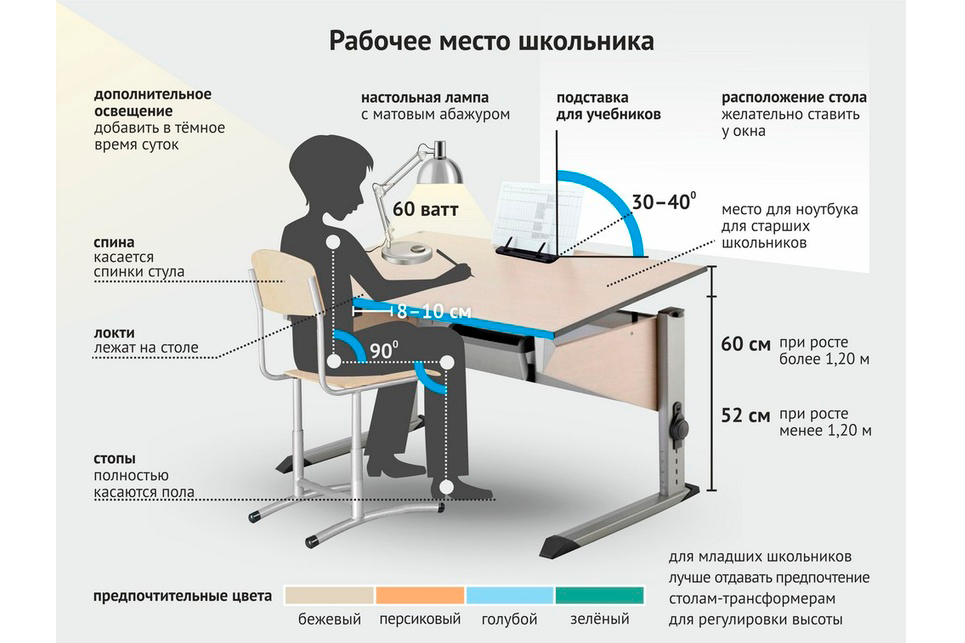 Рабочее место школьника
дополнительное
освещение
добавить в тёмное
время суток
настольная лампа
с матовым абажуром
подставка
для учебников
расположение стола
желательно ставить
у окна
60 ватт
30–40⁰
место для ноутбука
для старших
школьников
спина
касается
спинки стула
8–10 см
локти
лежат на столе
90⁰
60 см
при росте
более 1,20 м
52 см
при росте
менее 1,20 м
стопы
полностью
касаются пола
для младших школьников
лучше отдавать предпочтение
столам-трансформерам
для регулировки высоты
предпочтительные цвета
бежевый
персиковый
голубой
зелёный